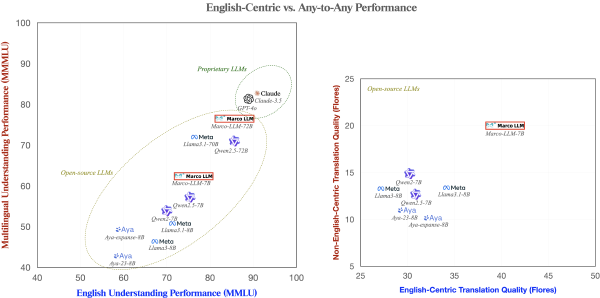 English-Centric vs. Any-to-Any Performance
Multilingual Understanding Performance (MMMLU)
100
90
80
70
60
50
40
40
50
60
70
80
90
100
English Understanding Performance (MMLU)
Proprietary LLMs
Claude
Claude-3.5
GPT-4o
Marco LLM
Marco-LLM-72B
Meta
Llama3.1-70B
Qwen2.5-72B
Open-source LLMs
Marco LLM
Marco-LLM-7B
Qwen2.5-7B
Qwen2-7B
Meta
Llama3.1-8B
Aya
Aya-expanse-8B
Meta
Llama3-8B
Aya
Aya-23-8B
Non-English-Centric Translation Quality (Flores)
25
20
15
10
5
25
30
35
40
45
English-Centric Translation Quality (Flores)
Open-source LLMs
Marco LLM
Marco-LLM-7B
Qwen2-7B
Meta
Llama3-8B
Meta
Llama3.1-8B
Qwen2.5-7B
Aya
Aya-23-8B
Aya
Aya-expanse-8B